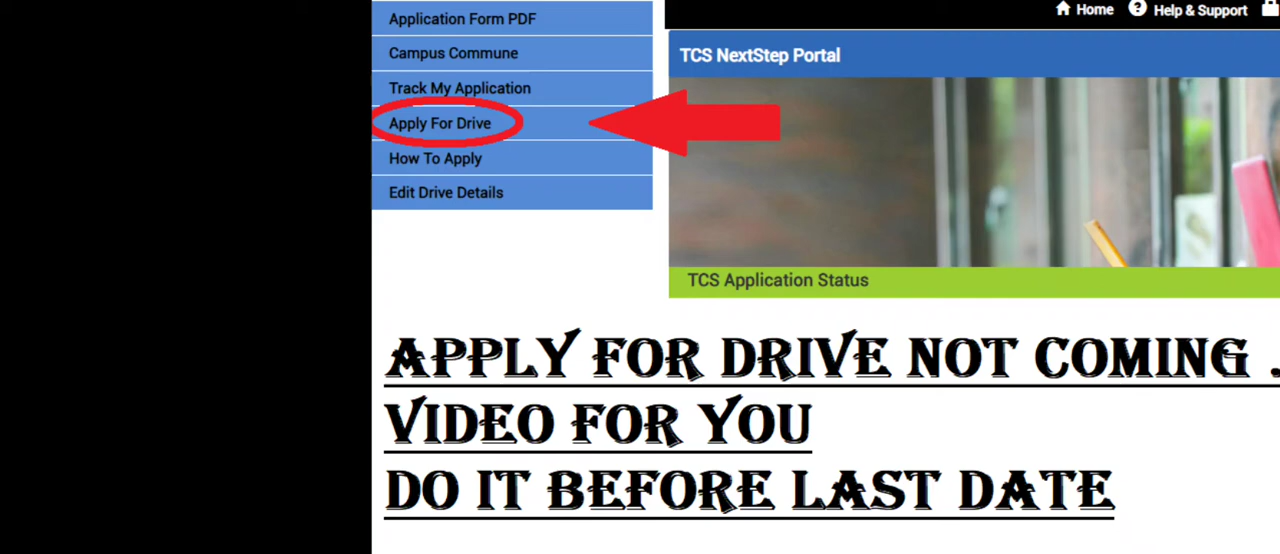 Application Form PDF
Campus Commune
Track My Application
Apply For Drive
How To Apply
Edit Drive Details
Home
Help & Support
TCS NextStep Portal
TCS Application Status
APPLY FOR DRIVE NOT COMING .
VIDEO FOR YOU
DO IT BEFORE LAST DATE